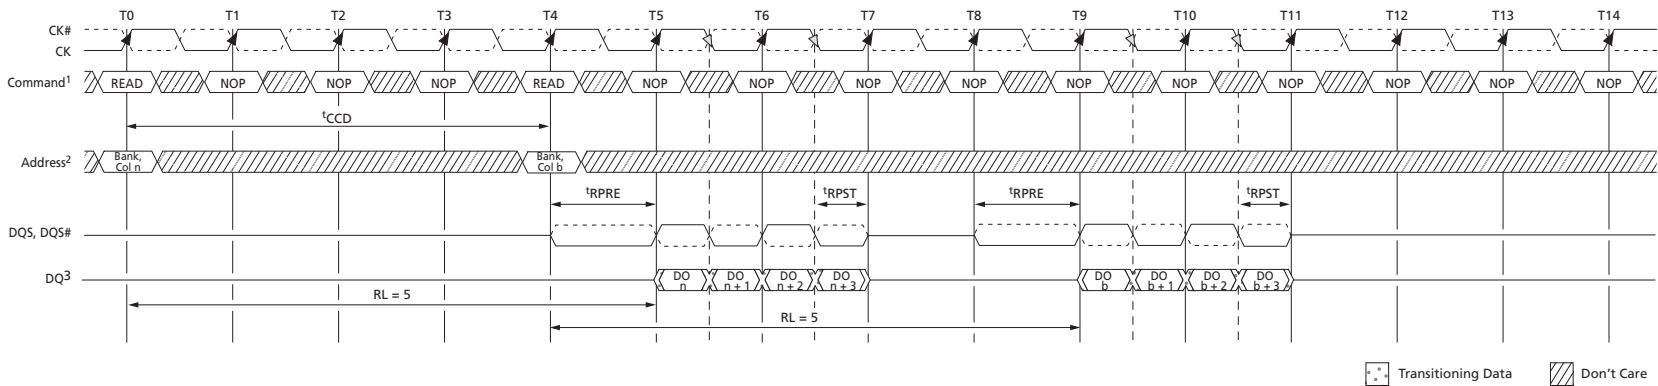 T0 T1 T2 T3 T4 T5 T6 T7 T8 T9 T10 T11 T12 T13 T14
CK#
CK
Command1 READ NOP NOP NOP READ NOP NOP NOP NOP NOP NOP NOP NOP NOP NOP
tCCD
Address2 Bank, Col n Bank, Col b
tRPRE tRPST tRPRE tRPST
DQS, DQS#
DQ3 DO n DO n + 1 DO n + 2 DO n + 3 DO b DO b + 1 DO b + 2 DO b + 3
RL = 5
RL = 5
Transitioning Data Don't Care